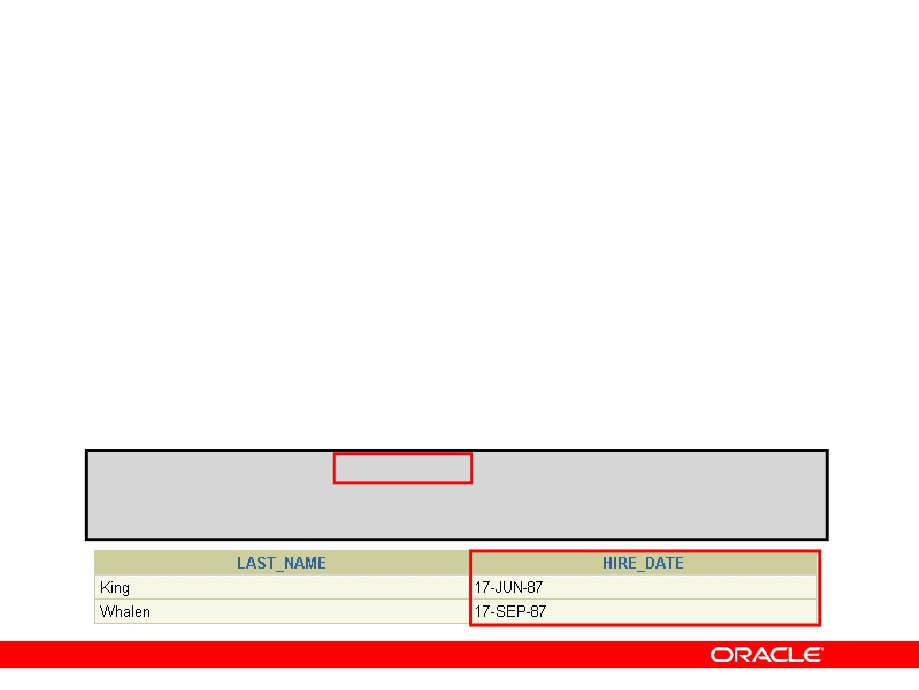 LAST_NAME HIRE_DATE
King 17-JUN-87
Whalen 17-SEP-87
ORACLE